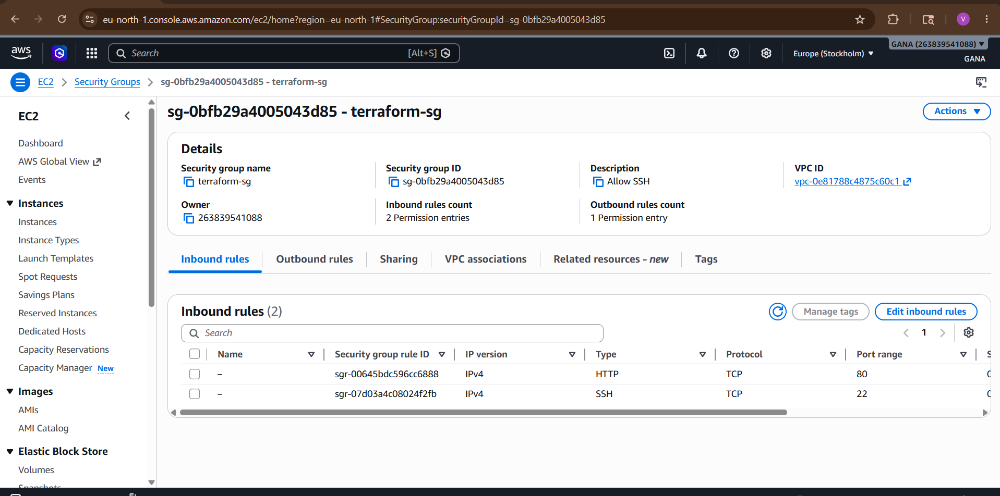 eu-north-1.console.aws.amazon.com/ec2/home?region=eu-north-1#SecurityGroup:securityGroupId=sg-0bfb29a4005043d85
V
aws
Search
[Alt+S]
Europe (Stockholm)
GANA (263839541088)
GANA
EC2
Security Groups
sg-0bfb29a4005043d85 - terraform-sg
EC2
Dashboard
AWS Global View
Events
Instances
Instances
Instance Types
Launch Templates
Spot Requests
Savings Plans
Reserved Instances
Dedicated Hosts
Capacity Reservations
Capacity Manager New
Images
AMIs
AMI Catalog
Elastic Block Store
Volumes
Snapshots
sg-0bfb29a4005043d85 - terraform-sg
Actions
Details
Security group name
terraform-sg
Security group ID
sg-0bfb29a4005043d85
Description
Allow SSH
VPC ID
vpc-0e81788c4875c60c1
Owner
263839541088
Inbound rules count
2 Permission entries
Outbound rules count
1 Permission entry
Inbound rules
Outbound rules
Sharing
VPC associations
Related resources - new
Tags
Inbound rules (2)
Manage tags
Edit inbound rules
Search
1
Name Security group rule ID IP version Type Protocol Port range
– sgr-00645bdc596cc6888 IPv4 HTTP TCP 80
– sgr-07d03a4c08024f2fb IPv4 SSH TCP 22